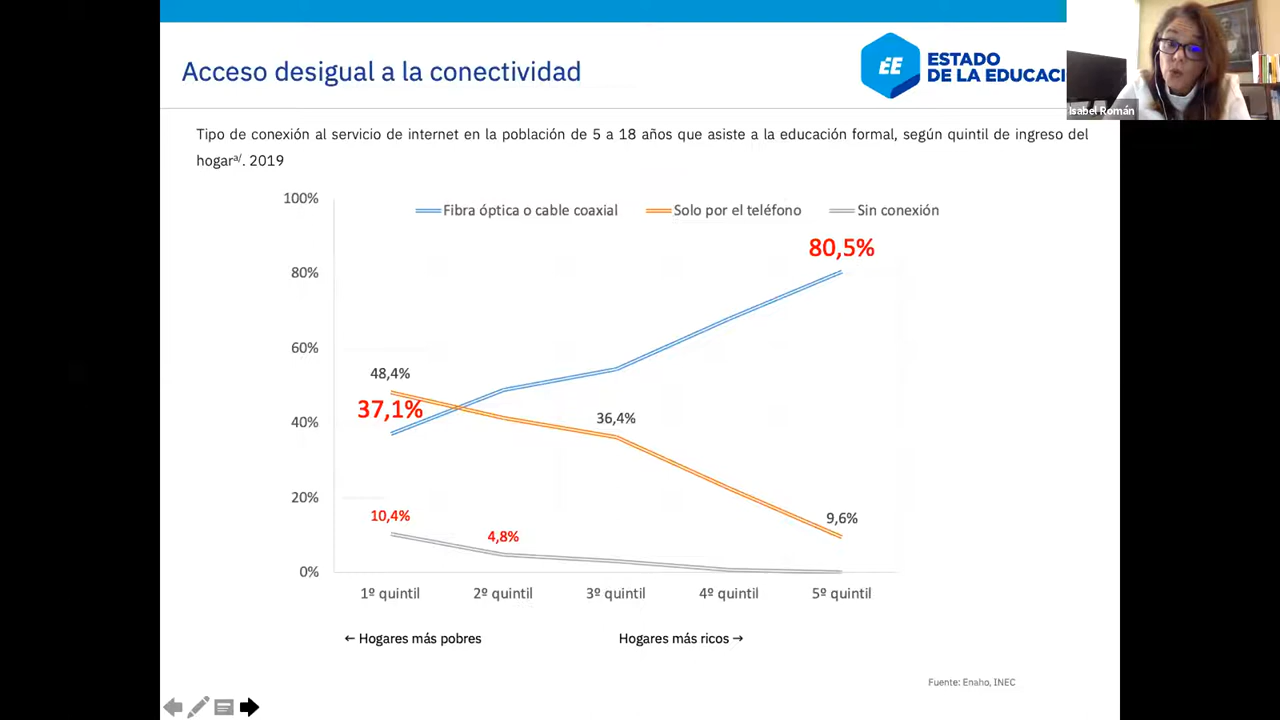 Acceso desigual a la conectividad
ÉE
ESTADO
DE LA EDUCACI
Isabel Román
Tipo de conexión al servicio de internet en la población de 5 a 18 años que asiste a la educación formal, según quintil de ingreso del
hogarᵃ/. 2019
100%
80%
60%
40%
20%
0%
Fibra óptica o cable coaxial
Solo por el teléfono
Sin conexión
80,5%
48,4%
37,1%
36,4%
10,4%
4,8%
9,6%
1º quintil
2º quintil
3º quintil
4º quintil
5º quintil
← Hogares más pobres
Hogares más ricos →
Fuente: Enaho, INEC